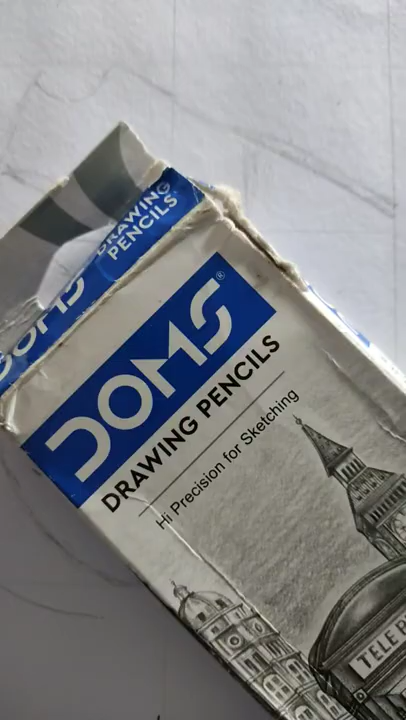 DRAWING
PENCILS
DOMS
DOMS®
DRAWING PENCILS
Hi Precision for Sketching
TELE P